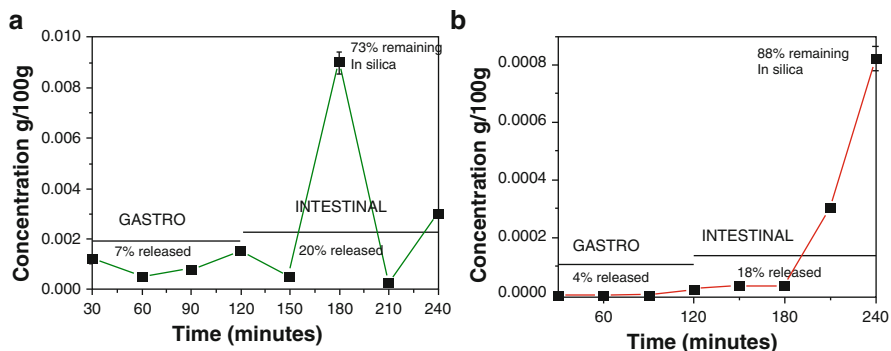 a
Concentration g/100g
0.010
0.008
0.006
0.004
0.002
0.000
73% remaining
In silica
GASTRO
7% released
INTESTINAL
20% released
30 60 90 120 150 180 210 240
Time (minutes)
b
Concentration g/100g
0.0008
0.0006
0.0004
0.0002
0.0000
88% remaining
In silica
GASTRO
4% released
INTESTINAL
18% released
60 120 180 240
Time (minutes)